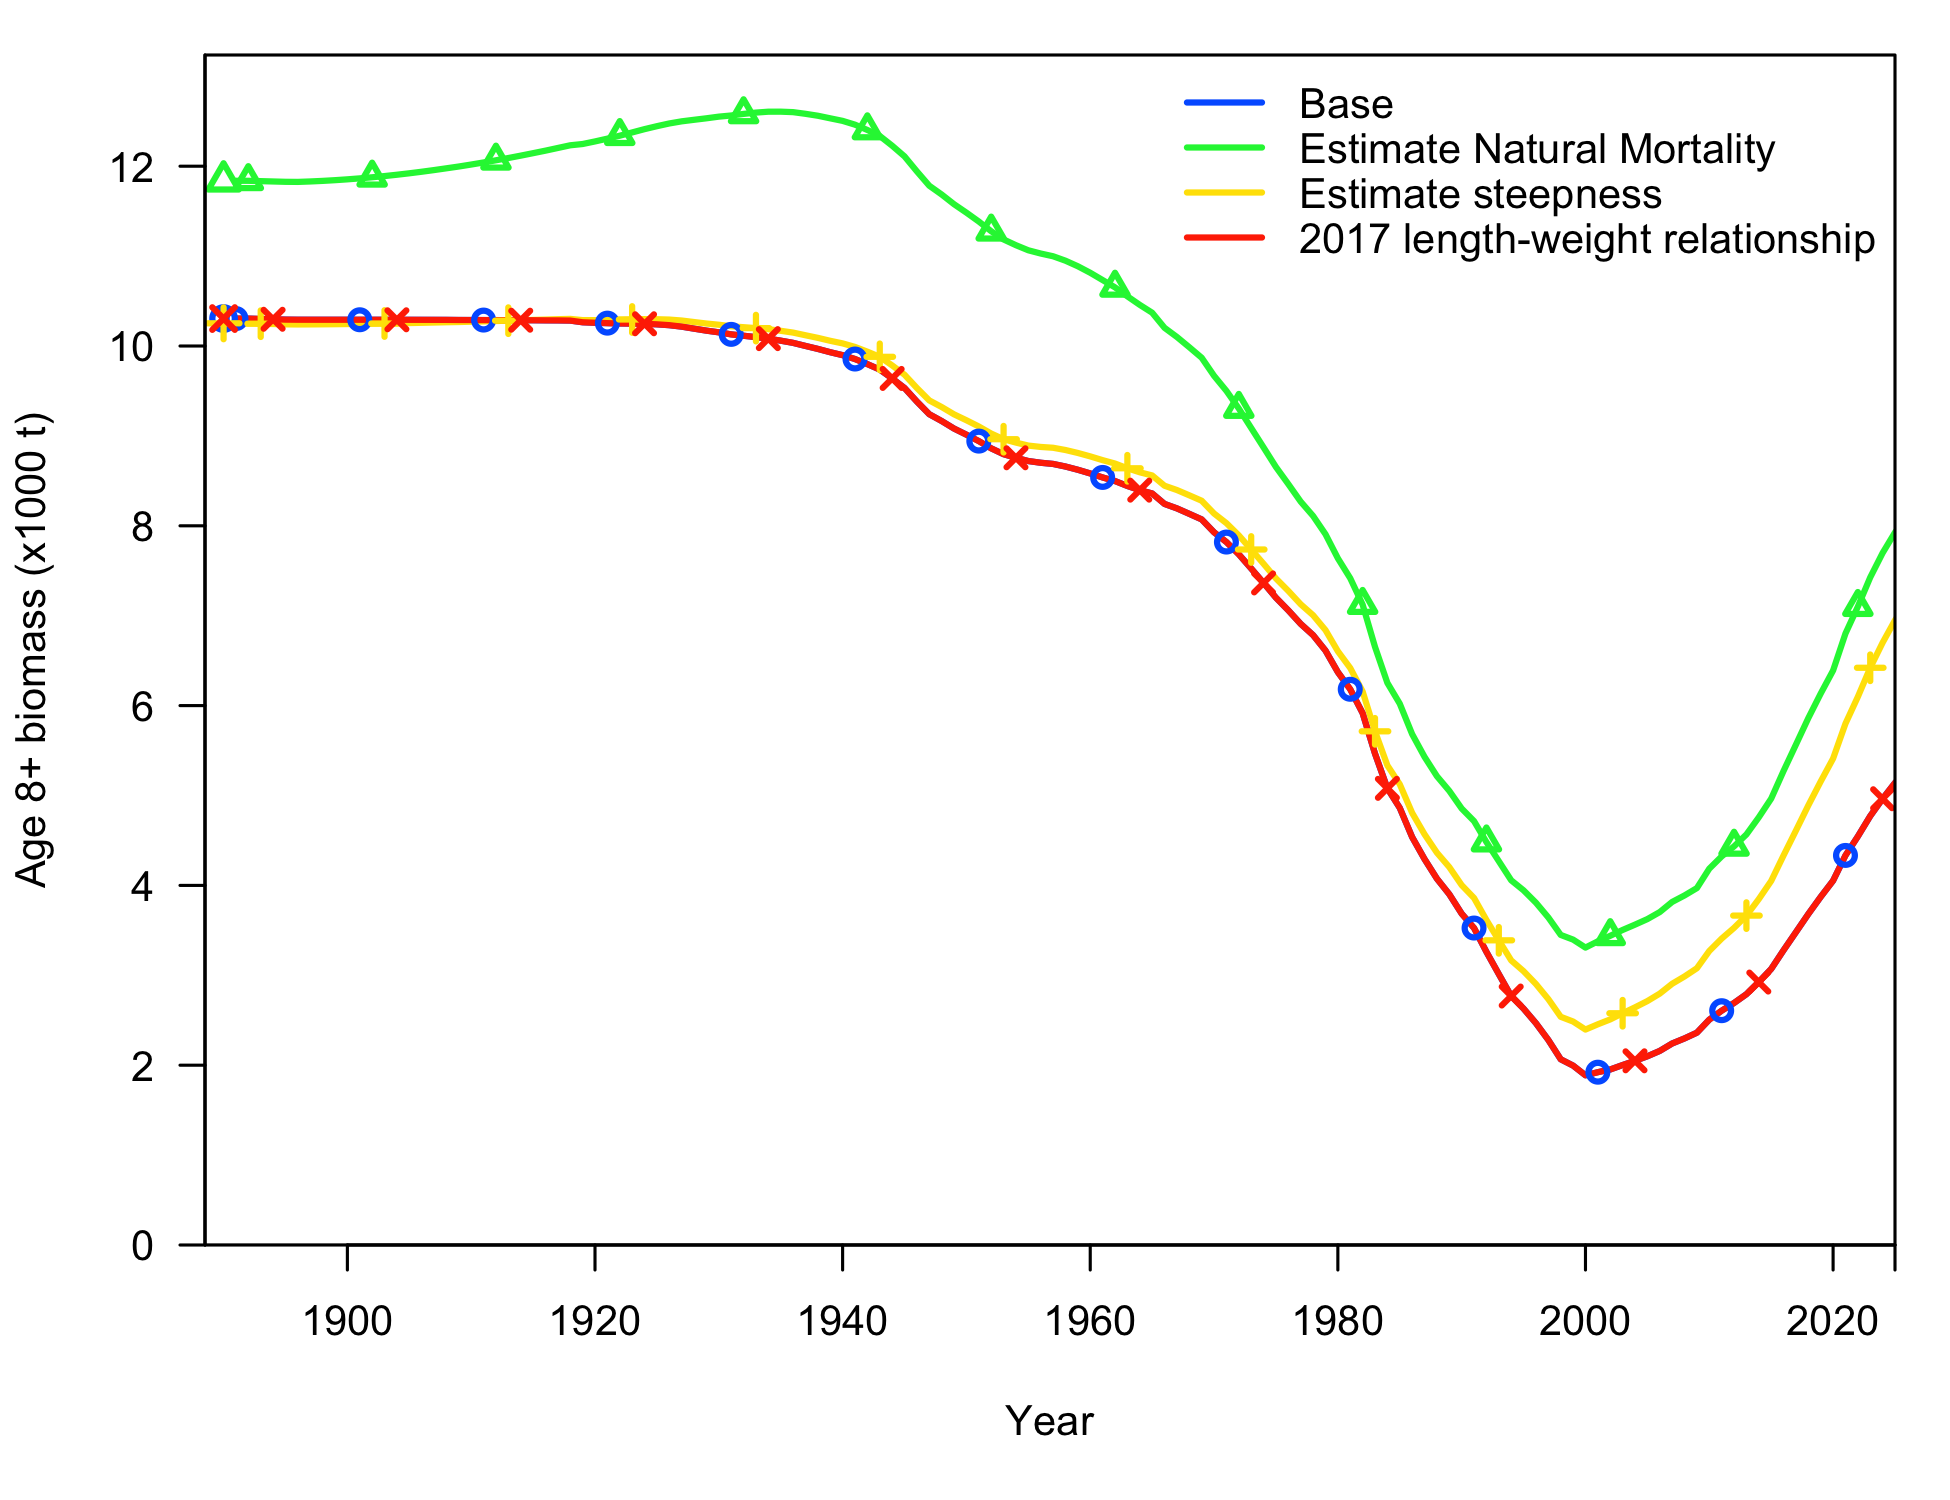 Base
Estimate Natural Mortality
Estimate steepness
2017 length-weight relationship
Age 8+ biomass (x1000 t)
12
10
8
6
4
2
0
1900 1920 1940 1960 1980 2000 2020
Year